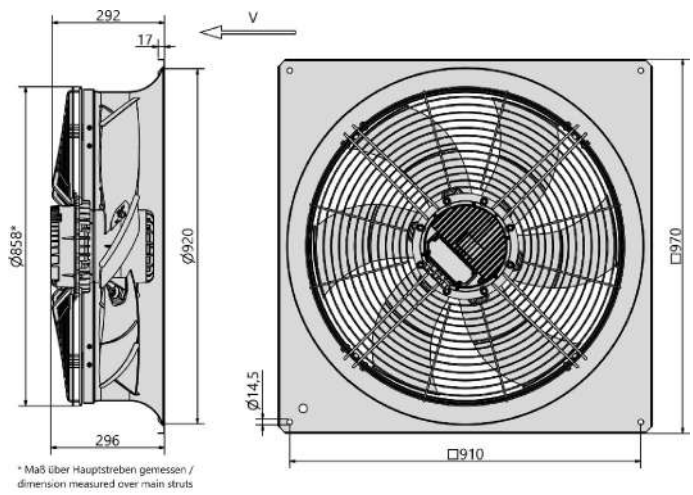 292
V
17
Ø858*
Ø920
□970
Ø14,5
296
□910
* Maß über Hauptstreben gemessen /
dimension measured over main struts